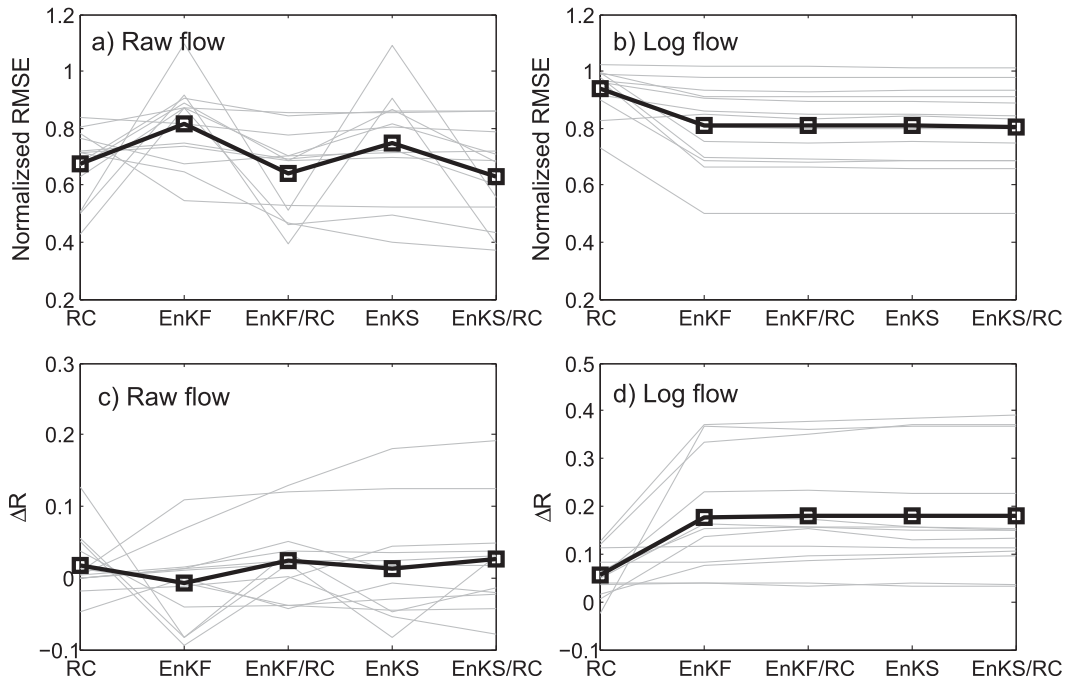 a) Raw flow
Normalizsed RMSE
1.2
1
0.8
0.6
0.4
0.2
RC EnKF EnKF/RC EnKS EnKS/RC
b) Log flow
Normalizsed RMSE
1.2
1
0.8
0.6
0.4
0.2
RC EnKF EnKF/RC EnKS EnKS/RC
c) Raw flow
ΔR
0.3
0.2
0.1
0
−0.1
RC EnKF EnKF/RC EnKS EnKS/RC
d) Log flow
ΔR
0.5
0.4
0.3
0.2
0.1
0
−0.1
RC EnKF EnKF/RC EnKS EnKS/RC